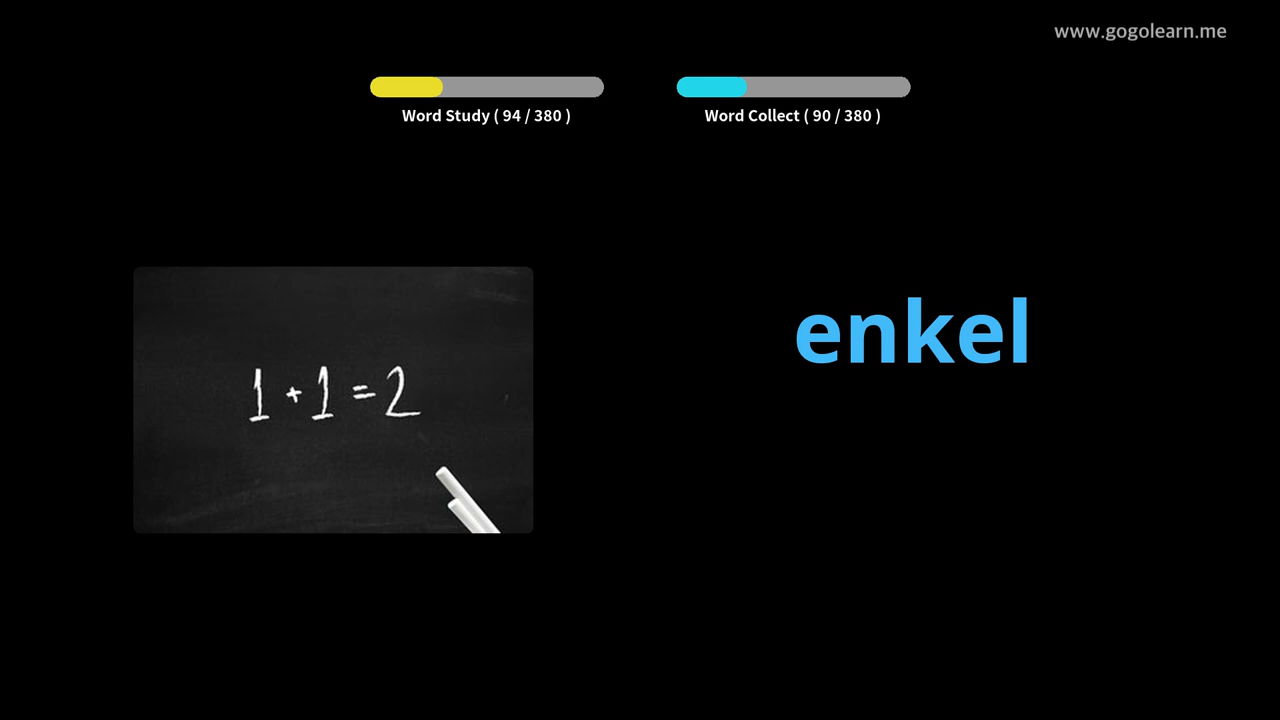 www.gogolearn.me
Word Study ( 94 / 380 )
Word Collect ( 90 / 380 )
enkel
1 + 1 = 2